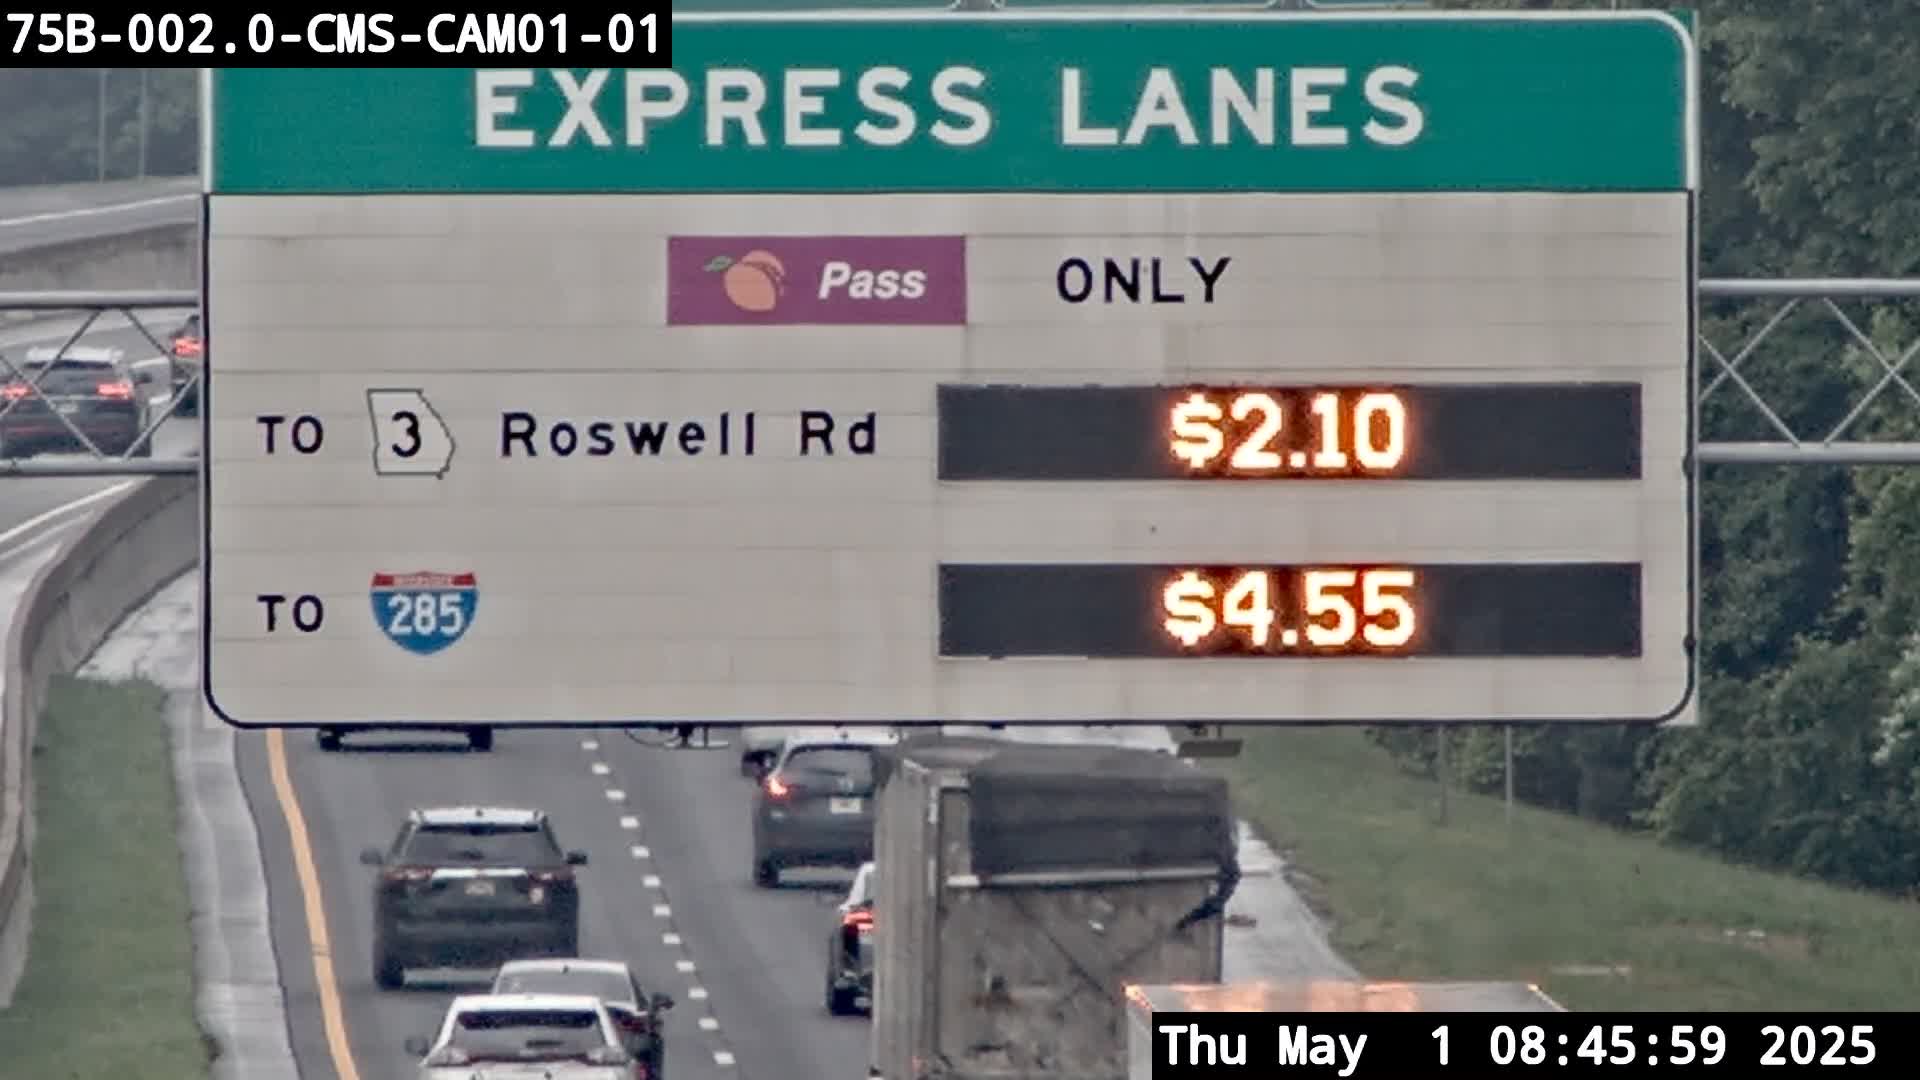 75B-002.0-CMS-CAM01-01
EXPRESS LANES
Pass ONLY
TO 3 Roswell Rd $2.10
TO INTERSTATE 285 $4.55
Thu May 1 08:45:59 2025